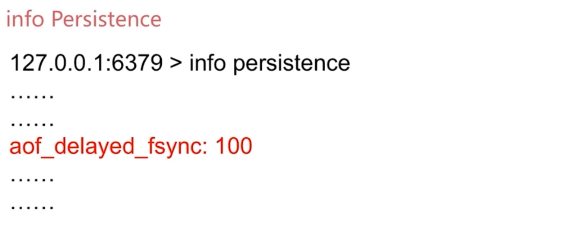 info Persistence
127.0.0.1:6379 > info persistence
……
……
aof_delayed_fsync: 100
……
……